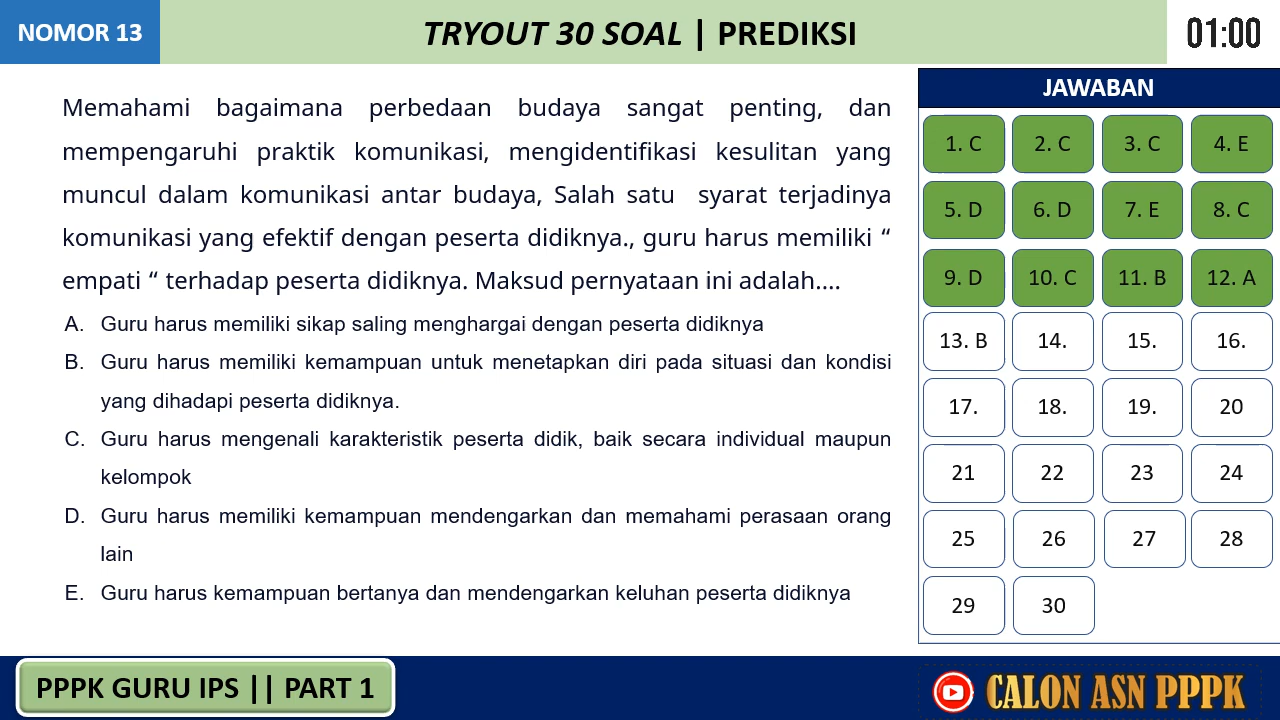 NOMOR 13
TRYOUT 30 SOAL | PREDIKSI
01:00
Memahami bagaimana perbedaan budaya sangat penting, dan
mempengaruhi praktik komunikasi, mengidentifikasi kesulitan yang
muncul dalam komunikasi antar budaya, Salah satu syarat terjadinya
komunikasi yang efektif dengan peserta didiknya., guru harus memiliki “
empati “ terhadap peserta didiknya. Maksud pernyataan ini adalah....
A. Guru harus memiliki sikap saling menghargai dengan peserta didiknya
B. Guru harus memiliki kemampuan untuk menetapkan diri pada situasi dan kondisi
yang dihadapi peserta didiknya.
C. Guru harus mengenali karakteristik peserta didik, baik secara individual maupun
kelompok
D. Guru harus memiliki kemampuan mendengarkan dan memahami perasaan orang
lain
E. Guru harus kemampuan bertanya dan mendengarkan keluhan peserta didiknya
JAWABAN
1. C 2. C 3. C 4. E
5. D 6. D 7. E 8. C
9. D 10. C 11. B 12. A
13. B 14. 15. 16.
17. 18. 19. 20
21 22 23 24
25 26 27 28
29 30
PPPK GURU IPS || PART 1
CALON ASN PPPK